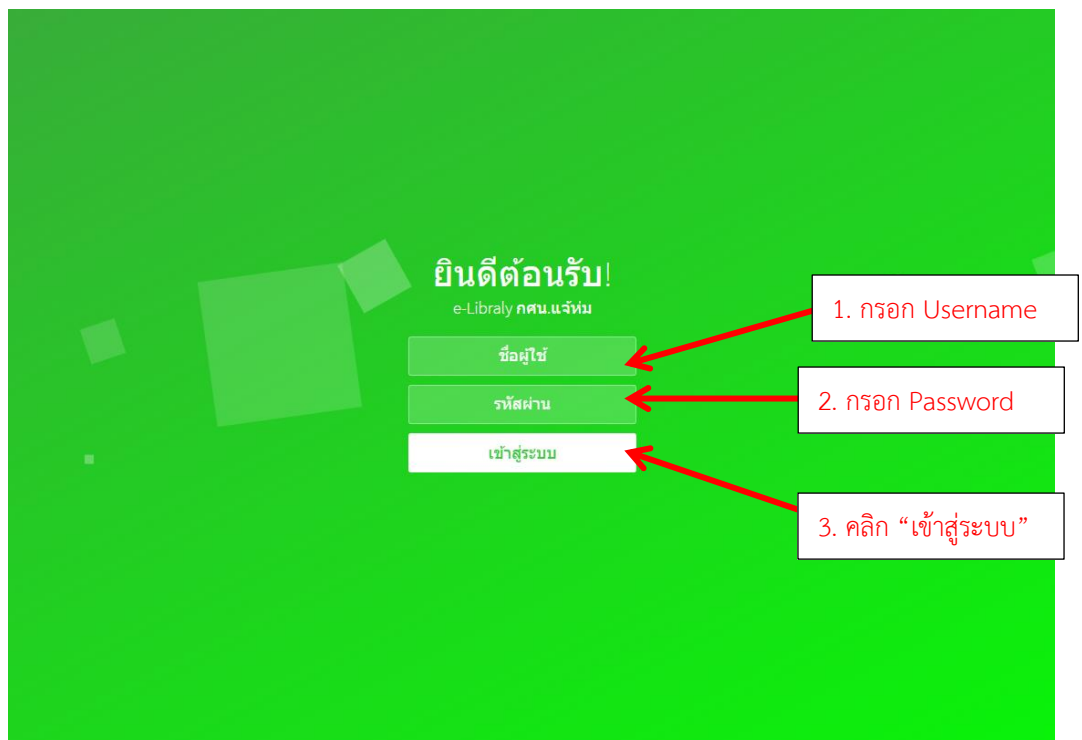 ยินดีต้อนรับ!
e-Libraly กศน.แจ้ห่ม
ชื่อผู้ใช้
รหัสผ่าน
เข้าสู่ระบบ
1. กรอก Username
2. กรอก Password
3. คลิก “เข้าสู่ระบบ”